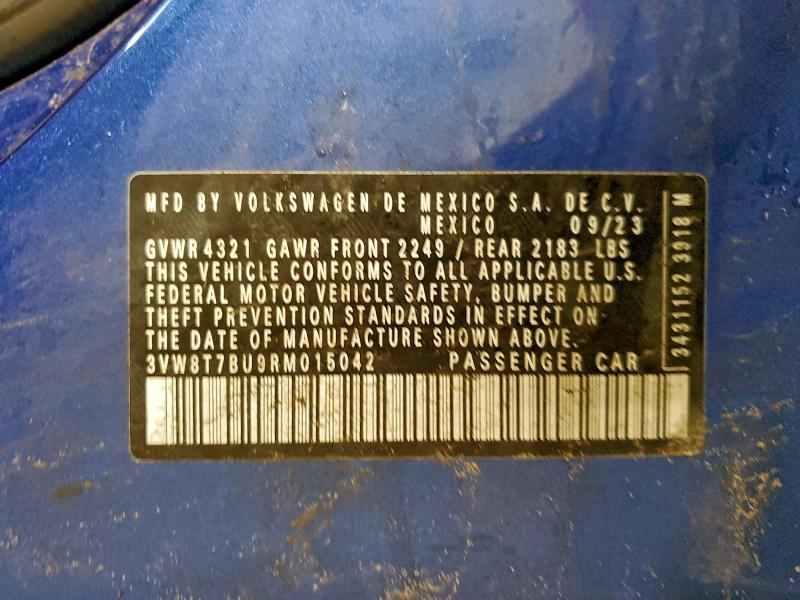 MFD BY VOLKSWAGEN DE MEXICO S.A. DE C.V.
MEXICO 09/23
GVWR 4321 GAWR FRONT 2249 / REAR 2183 LBS
THIS VEHICLE CONFORMS TO ALL APPLICABLE U.S.
FEDERAL MOTOR VEHICLE SAFETY, BUMPER AND
THEFT PREVENTION STANDARDS IN EFFECT ON
THE DATE OF MANUFACTURE SHOWN ABOVE.
3VW8T7BU9RM015042 PASSENGER CAR
3431152 3918 M